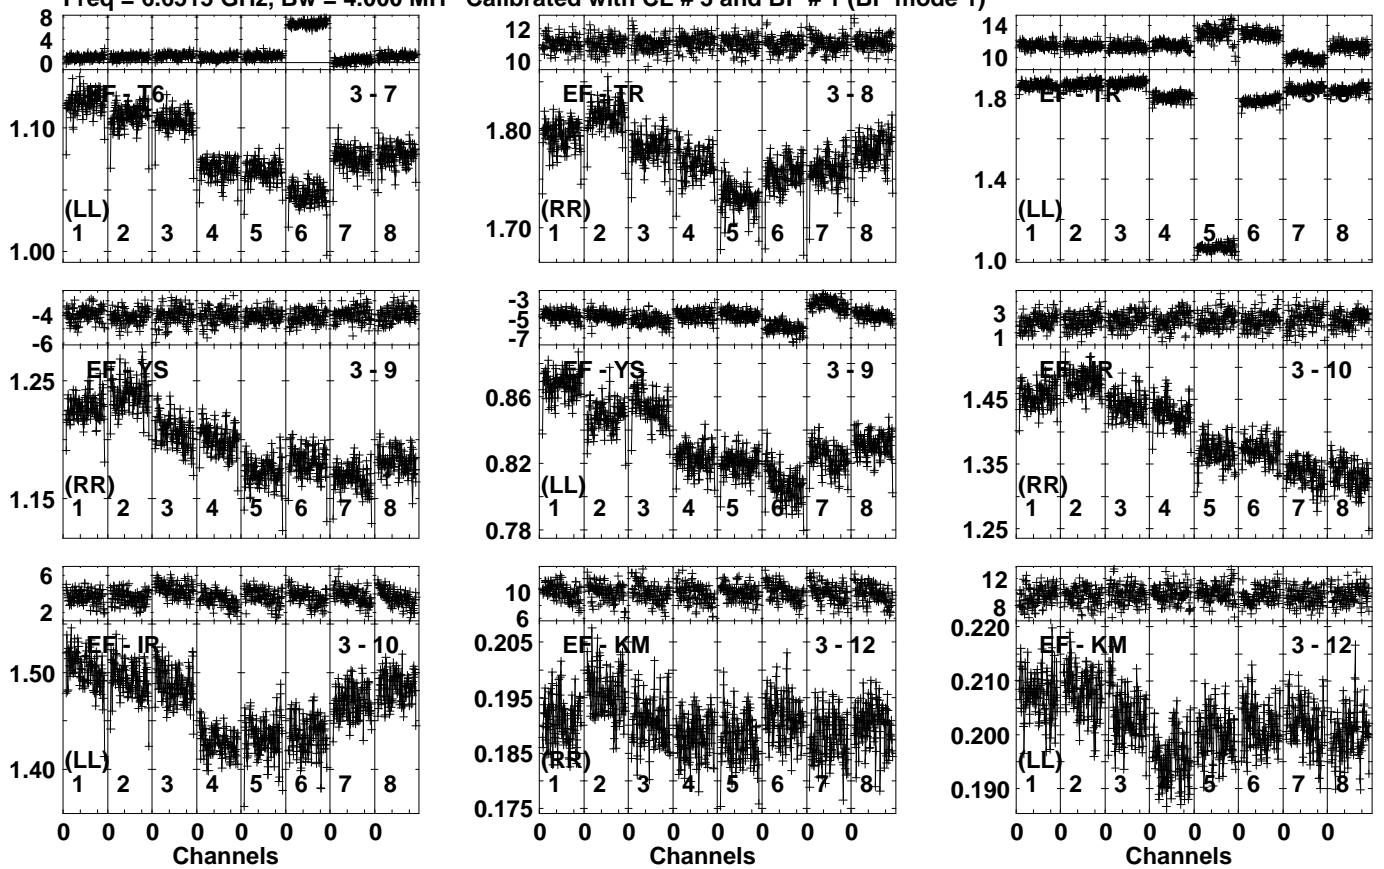 Freq = 6.6515 GHz, Bw = 4.000 MH Calibrated with CL # 3 and BP # 1 (BP mode 1)
8
4
0
EF - T6 3 - 7
1.10
1.00
(LL)
1 2 3 4 5 6 7 8
12
10
EF - TR 3 - 8
1.80
1.70
(RR)
1 2 3 4 5 6 7 8
14
10
EF - TR 3 - 8
1.8
1.4
1.0
(LL)
1 2 3 4 5 6 7 8
-4
-6
EF - YS 3 - 9
1.25
1.15
(RR)
1 2 3 4 5 6 7 8
-3
-5
-7
EF - YS 3 - 9
0.86
0.82
0.78
(LL)
1 2 3 4 5 6 7 8
3
1
EF - IR 3 - 10
1.45
1.35
1.25
(RR)
1 2 3 4 5 6 7 8
6
2
EF - IR 3 - 10
1.50
1.40
(LL)
1 2 3 4 5 6 7 8
0 0 0 0 0 0 0 0
Channels
10
6
EF - KM 3 - 12
0.205
0.195
0.185
0.175
(RR)
1 2 3 4 5 6 7 8
0 0 0 0 0 0 0 0
Channels
12
8
EF - KM 3 - 12
0.220
0.210
0.200
0.190
(LL)
1 2 3 4 5 6 7 8
0 0 0 0 0 0 0 0
Channels